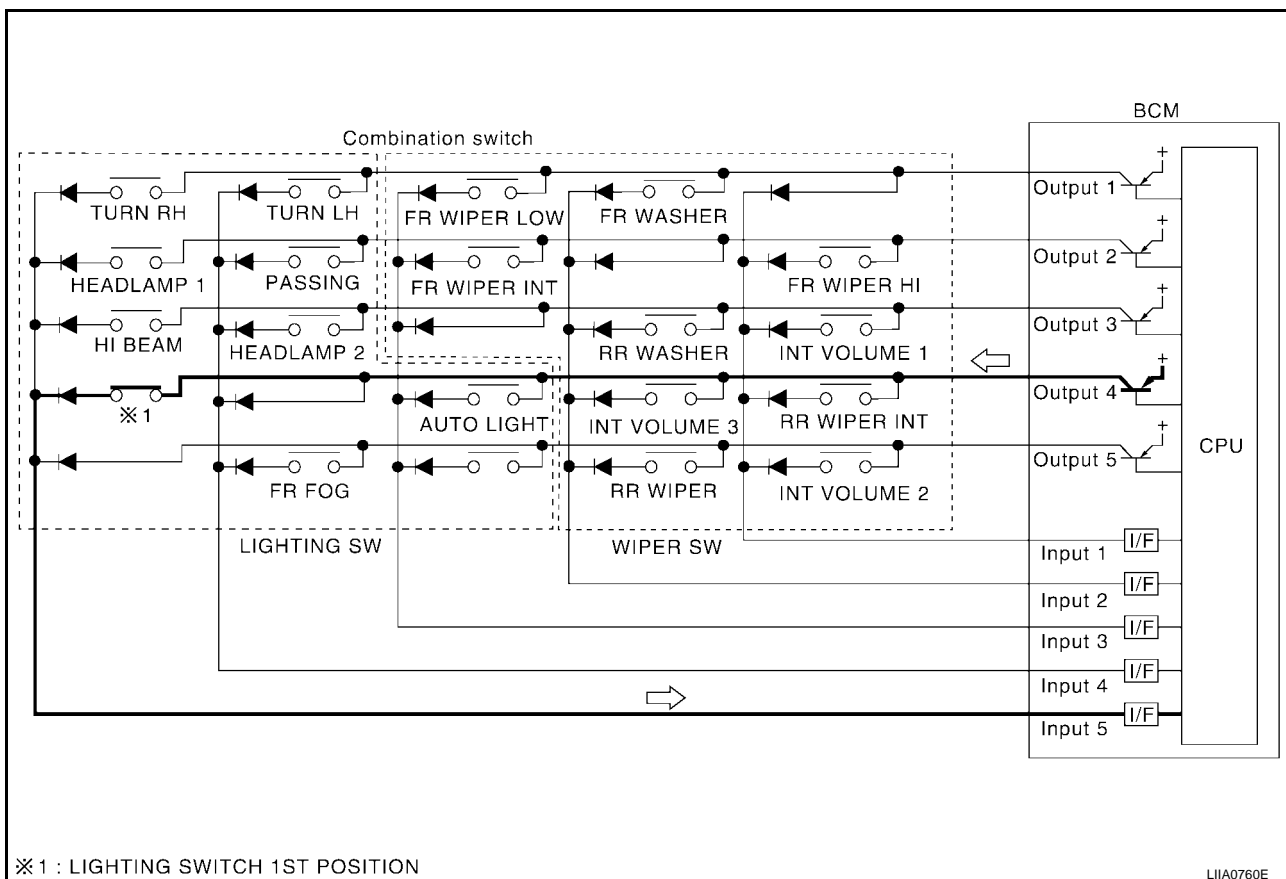 BCM
Combination switch
Output 1
TURN RH TURN LH FR WIPER LOW FR WASHER
Output 2
HEADLAMP 1 PASSING FR WIPER INT FR WIPER HI
Output 3
HI BEAM HEADLAMP 2 RR WASHER INT VOLUME 1
Output 4
※1 AUTO LIGHT INT VOLUME 3 RR WIPER INT
CPU
Output 5
FR FOG RR WIPER INT VOLUME 2
LIGHTING SW WIPER SW
Input 1 I/F
Input 2 I/F
Input 3 I/F
Input 4 I/F
Input 5 I/F
※1 : LIGHTING SWITCH 1ST POSITION
LIIA0760E